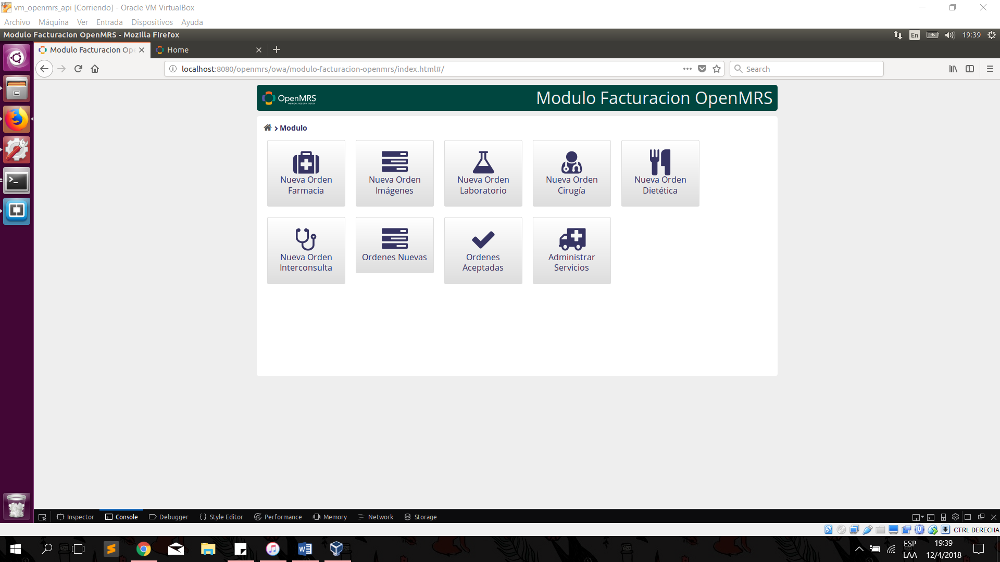 vm_openmrs_api [Corriendo] - Oracle VM VirtualBox
Archivo Máquina Ver Entrada Dispositivos Ayuda
Modulo Facturacion OpenMRS - Mozilla Firefox
En 19:39
Modulo Facturacion Ope
Home
localhost:8080/openmrs/owa/modulo-facturacion-openmrs/index.html#/
Search
OpenMRS
MEDICAL RECORD SYSTEM
Modulo Facturacion OpenMRS
Modulo
Nueva Orden
Farmacia
Nueva Orden
Imágenes
Nueva Orden
Laboratorio
Nueva Orden
Cirugía
Nueva Orden
Dietética
Nueva Orden
Interconsulta
Ordenes Nuevas
Ordenes
Aceptadas
Administrar
Servicios
Inspector Console Debugger Style Editor Performance Memory Network Storage
CTRL DERECHA
ESP
LAA
19:39
12/4/2018